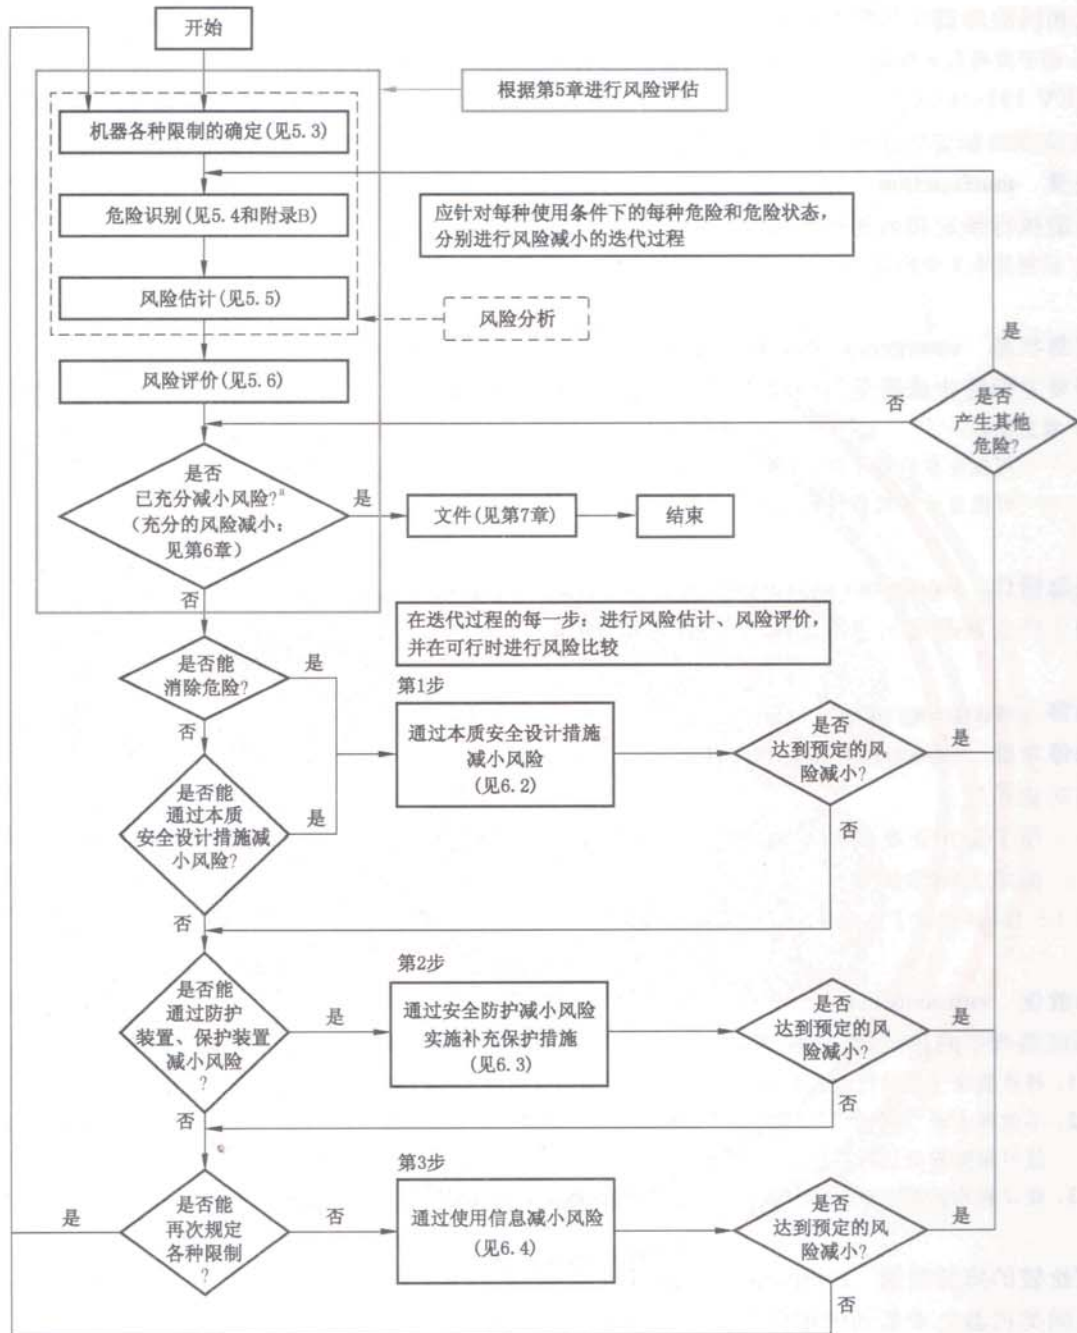 开始
根据第5章进行风险评估
机器各种限制的确定(见5.3)
危险识别(见5.4和附录B)
应针对每种使用条件下的每种危险和危险状态,
分别进行风险减小的迭代过程
风险估计(见5.5)
风险分析
是
风险评价(见5.6)
否
是否
产生其他
危险?
是否
已充分减小风险?a
(充分的风险减小:
见第6章)
是
文件(见第7章)
结束
否
在迭代过程的每一步: 进行风险估计、风险评价,
并在可行时进行风险比较
是否能
消除危险?
是
否
第1步
通过本质安全设计措施
减小风险
(见6.2)
是否
达到预定的风
险减小?
是
否
是否能
通过本质
安全设计措施减
小风险?
是
否
第2步
是否能
通过防护
装置、保护装置
减小风险
?
是
通过安全防护减小风险
实施补充保护措施
(见6.3)
是否
达到预定的风
险减小?
是
否
否
第3步
是
是否能
再次规定
各种限制
?
否
通过使用信息减小风险
(见6.4)
是否
达到预定的风
险减小?
是
否